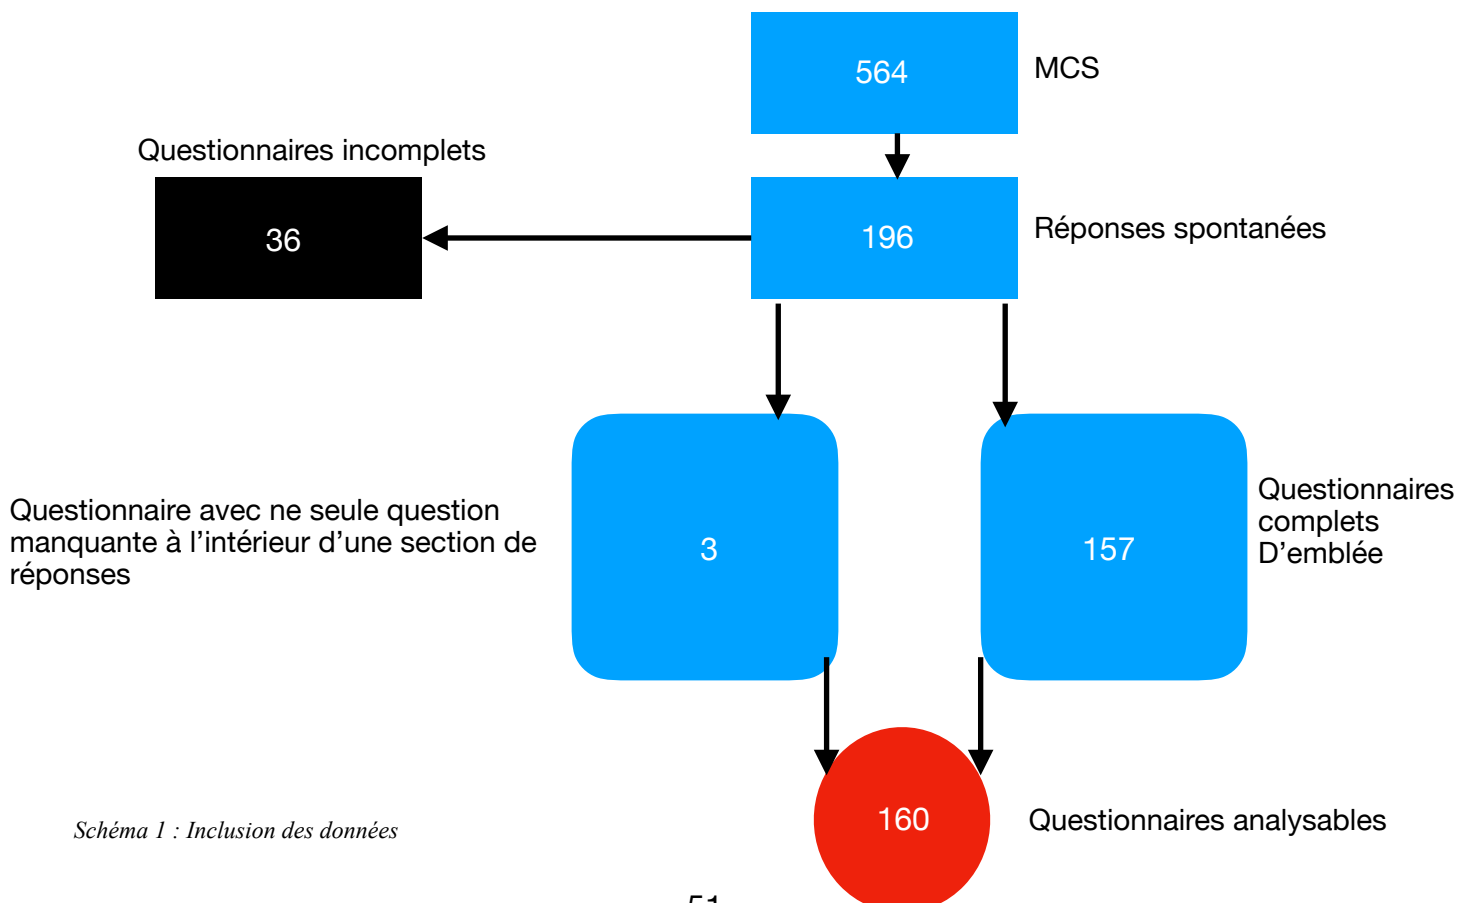 564
MCS
Questionnaires incomplets
36
196
Réponses spontanées
Questionnaire avec ne seule question
manquante à l'intérieur d'une section de
réponses
3
157
Questionnaires
complets
D'emblée
160
Questionnaires analysables
Schéma 1 : Inclusion des données
51